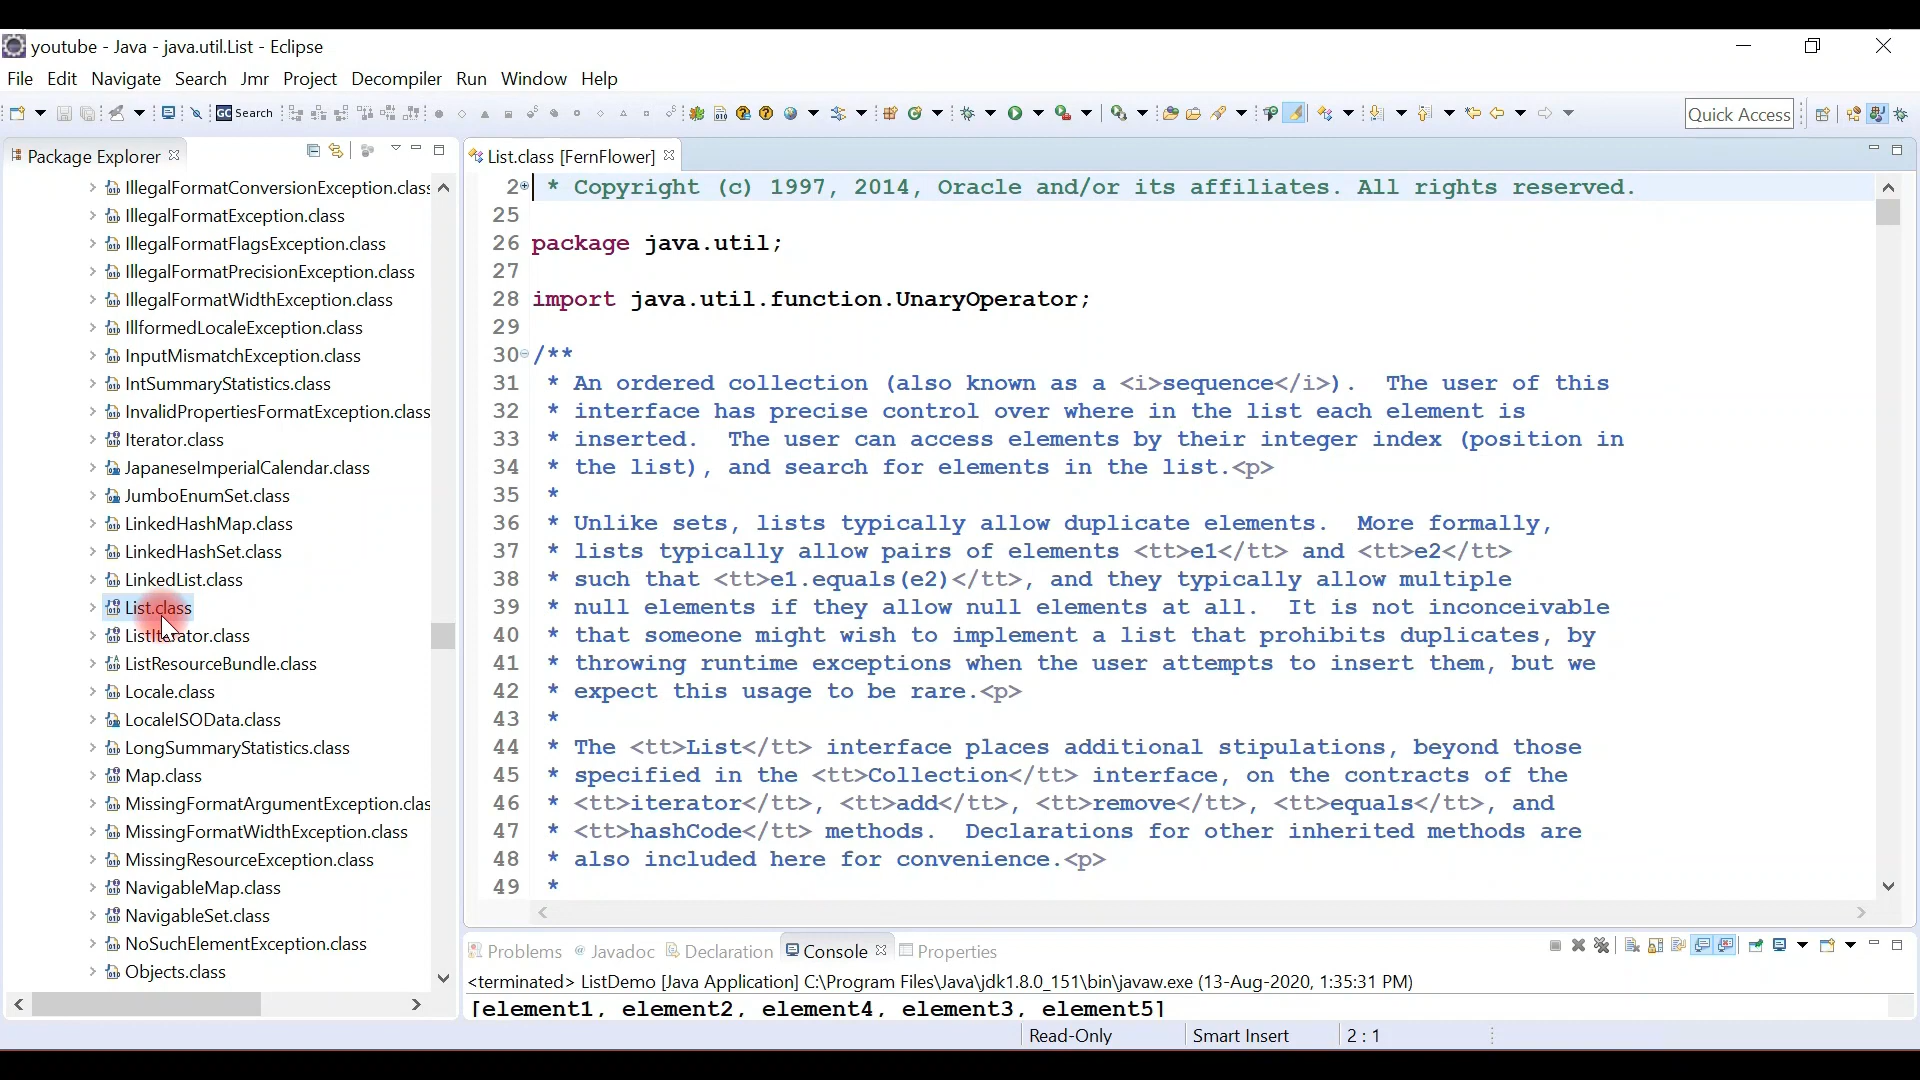 youtube - Java - java.util.List - Eclipse
File Edit Navigate Search Jmr Project Decompiler Run Window Help
GC Search
Quick Access
Package Explorer
IllegalFormatConversionException.class
IllegalFormatException.class
IllegalFormatFlagsException.class
IllegalFormatPrecisionException.class
IllegalFormatWidthException.class
IllformedLocaleException.class
InputMismatchException.class
IntSummaryStatistics.class
InvalidPropertiesFormatException.class
Iterator.class
JapaneseImperialCalendar.class
JumboEnumSet.class
LinkedHashMap.class
LinkedHashSet.class
LinkedList.class
List.class
ListIterator.class
ListResourceBundle.class
Locale.class
LocaleISOData.class
LongSummaryStatistics.class
Map.class
MissingFormatArgumentException.clas
MissingFormatWidthException.class
MissingResourceException.class
NavigableMap.class
NavigableSet.class
NoSuchElementException.class
Objects.class
List.class [FernFlower]
2 * Copyright (c) 1997, 2014, Oracle and/or its affiliates. All rights reserved.
25
26 package java.util;
27
28 import java.util.function.UnaryOperator;
29
30 /**
31 * An ordered collection (also known as a <i>sequence</i>).  The user of this
32 * interface has precise control over where in the list each element is
33 * inserted.  The user can access elements by their integer index (position in
34 * the list), and search for elements in the list.<p>
35 *
36 * Unlike sets, lists typically allow duplicate elements.  More formally,
37 * lists typically allow pairs of elements <tt>e1</tt> and <tt>e2</tt>
38 * such that <tt>e1.equals(e2)</tt>, and they typically allow multiple
39 * null elements if they allow null elements at all.  It is not inconceivable
40 * that someone might wish to implement a list that prohibits duplicates, by
41 * throwing runtime exceptions when the user attempts to insert them, but we
42 * expect this usage to be rare.<p>
43 *
44 * The <tt>List</tt> interface places additional stipulations, beyond those
45 * specified in the <tt>Collection</tt> interface, on the contracts of the
46 * <tt>iterator</tt>, <tt>add</tt>, <tt>remove</tt>, <tt>equals</tt>, and
47 * <tt>hashCode</tt> methods.  Declarations for other inherited methods are
48 * also included here for convenience.<p>
49 *
Problems Javadoc Declaration Console Properties
<terminated> ListDemo [Java Application] C:\Program Files\Java\jdk1.8.0_151\bin\javaw.exe (13-Aug-2020, 1:35:31 PM)
[element1, element2, element4, element3, element5]
Read-Only Smart Insert 2 : 1